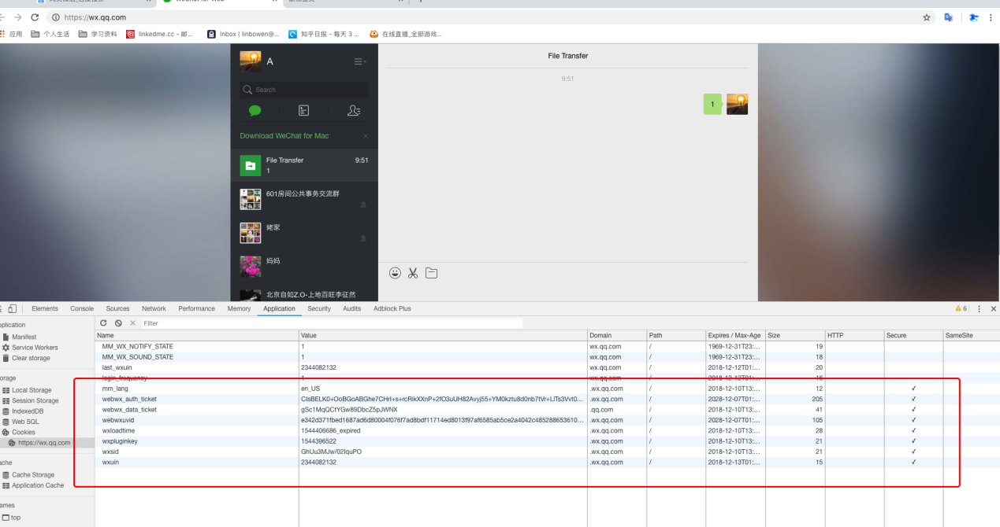 WeChat for Web
https://wx.qq.com
应用 个人生活 学习资料 linkedme.cc - 邮... Inbox | linbowen@... 知乎日报 - 每天 3 ... 在线直播_全部游戏...
A
File Transfer
9:51
Search
1
Download WeChat for Mac
File Transfer 9:51
1
601房间公共事务交流群
姥家
妈妈
北京自如Z.O-上地百旺李征然
Elements Console Sources Network Performance Memory Application Security Audits Adblock Plus 6
pplication
Filter
Manifest
Service Workers
Clear storage
orage
Local Storage
Session Storage
IndexedDB
Web SQL
Cookies
https://wx.qq.com
ache
Cache Storage
Application Cache
ames
top
Name Value Domain Path Expires / Max-Age Size HTTP Secure SameSite
MM_WX_NOTIFY_STATE 1 wx.qq.com / 1969-12-31T23:... 19
MM_WX_SOUND_STATE 1 wx.qq.com / 1969-12-31T23:... 18
last_wxuin 2344082132 wx.qq.com / 2018-12-12T01:... 20
login_frequency 1 wx.qq.com / 2018-12-12T01:... 16
mm_lang en_US .wx.qq.com / 2018-12-10T13:... 12 ✓
webwx_auth_ticket .wx.qq.com / 2028-12-07T01:... 205 ✓
webwx_data_ticket gSc1MqQCtYGw89DbcZ5pJWNX .qq.com / 2018-12-10T13:... 41 ✓
webwxuvid e342d371fbed1687ad6d80004f076f7ad8bdf11714ed8013f97af6585ab5ce2a4042c485288653610... .wx.qq.com / 2028-12-07T01:... 105 ✓
wxloadtime 1544406686_expired .wx.qq.com / 2018-12-10T13:... 28 ✓
wxpluginkey 1544396522 .wx.qq.com / 2018-12-10T13:... 21 ✓
wxsid GhUu3MJw/02IquPO .wx.qq.com / 2018-12-10T13:... 21 ✓
wxuin 2344082132 .wx.qq.com / 2018-12-13T01:... 15 ✓